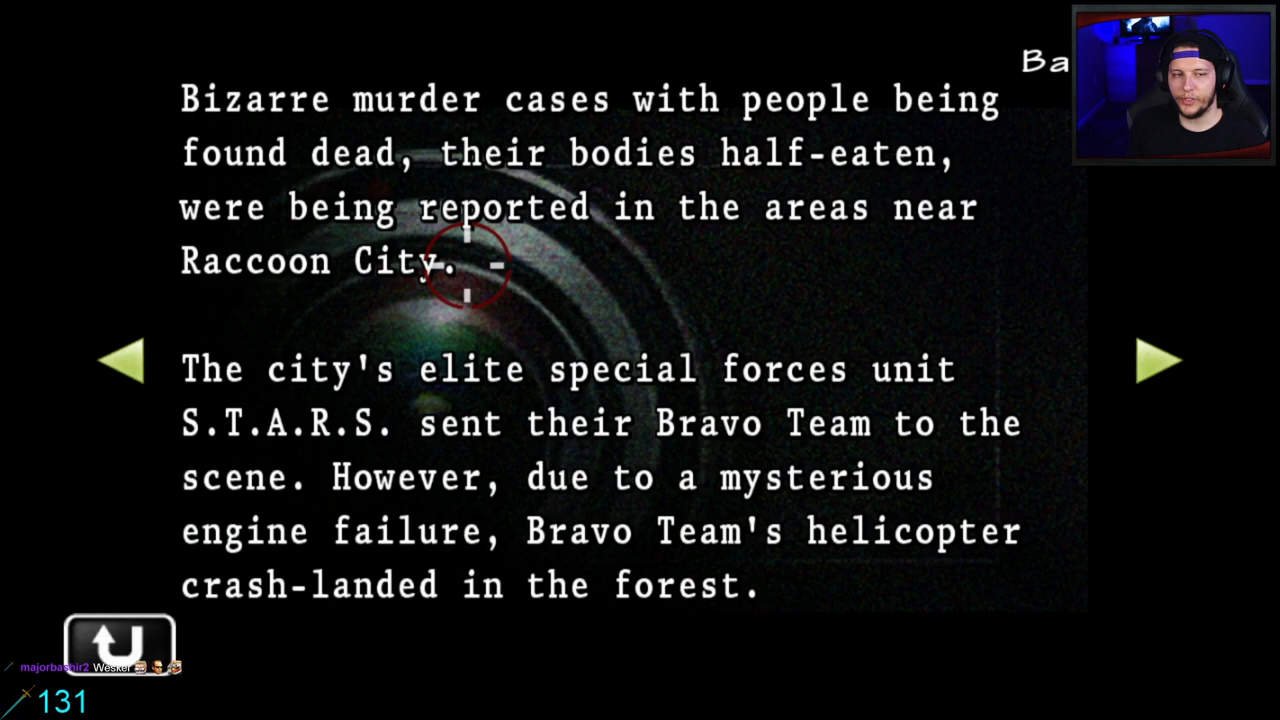 Ba
Bizarre murder cases with people being
found dead, their bodies half-eaten,
were being reported in the areas near
Raccoon City.
The city's elite special forces unit
S.T.A.R.S. sent their Bravo Team to the
scene. However, due to a mysterious
engine failure, Bravo Team's helicopter
crash-landed in the forest.
majorbashir2 Wesker
131